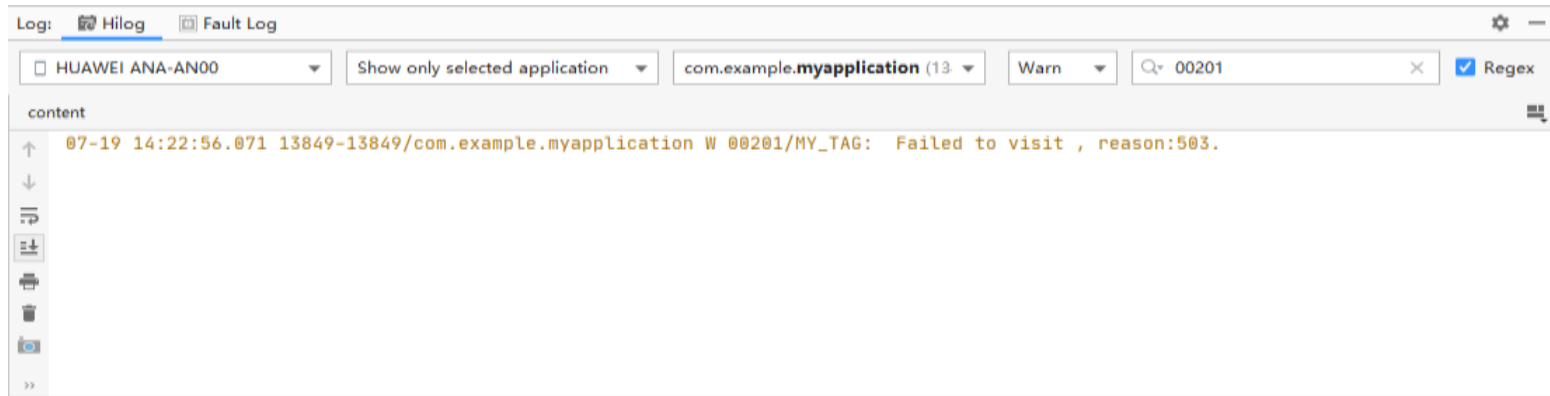 Log: Hilog Fault Log
HUAWEI ANA-AN00 Show only selected application com.example.myapplication (13 Warn 00201 Regex
content
07-19 14:22:56.071 13849-13849/com.example.myapplication W 00201/MY_TAG:  Failed to visit , reason:503.